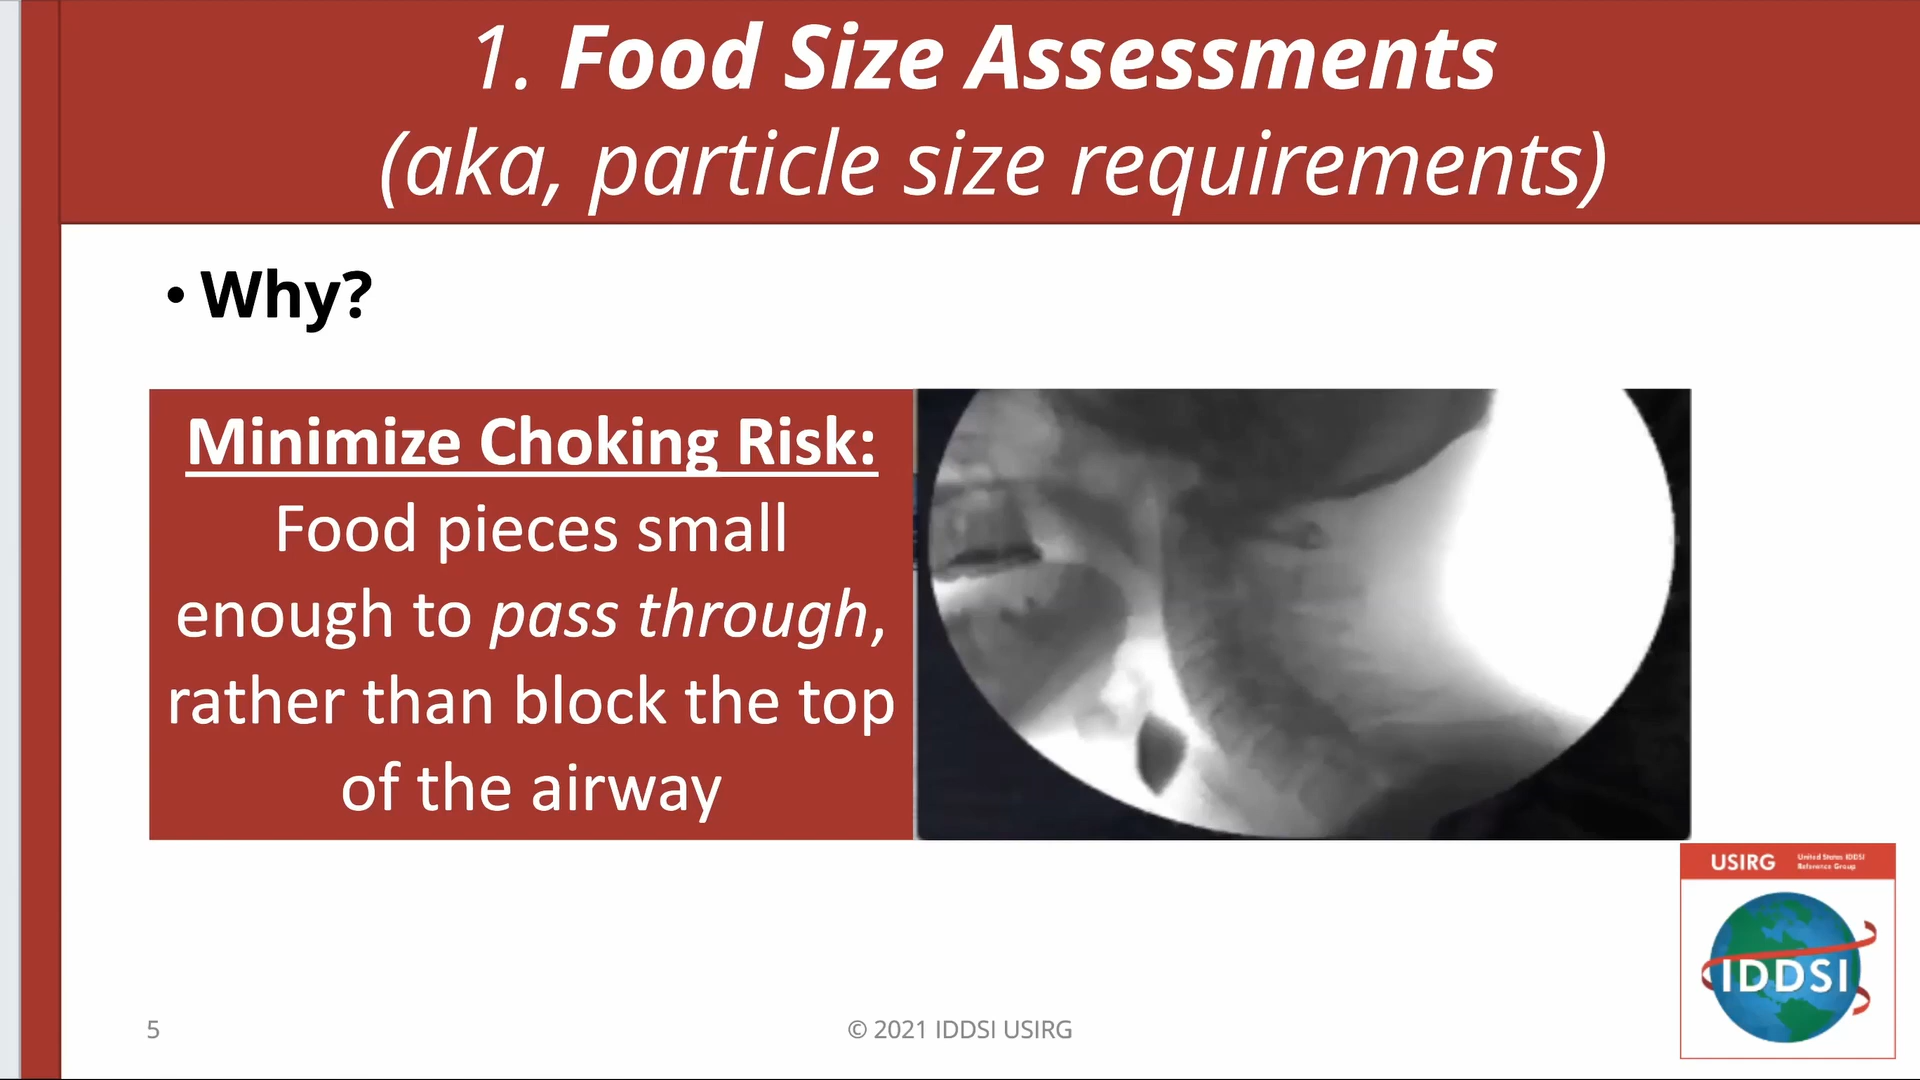 1. Food Size Assessments
(aka, particle size requirements)
• Why?
Minimize Choking Risk:
Food pieces small
enough to pass through,
rather than block the top
of the airway
USIRG
United States IDDSI
Reference Group
IDDSI
5
© 2021 IDDSI USIRG